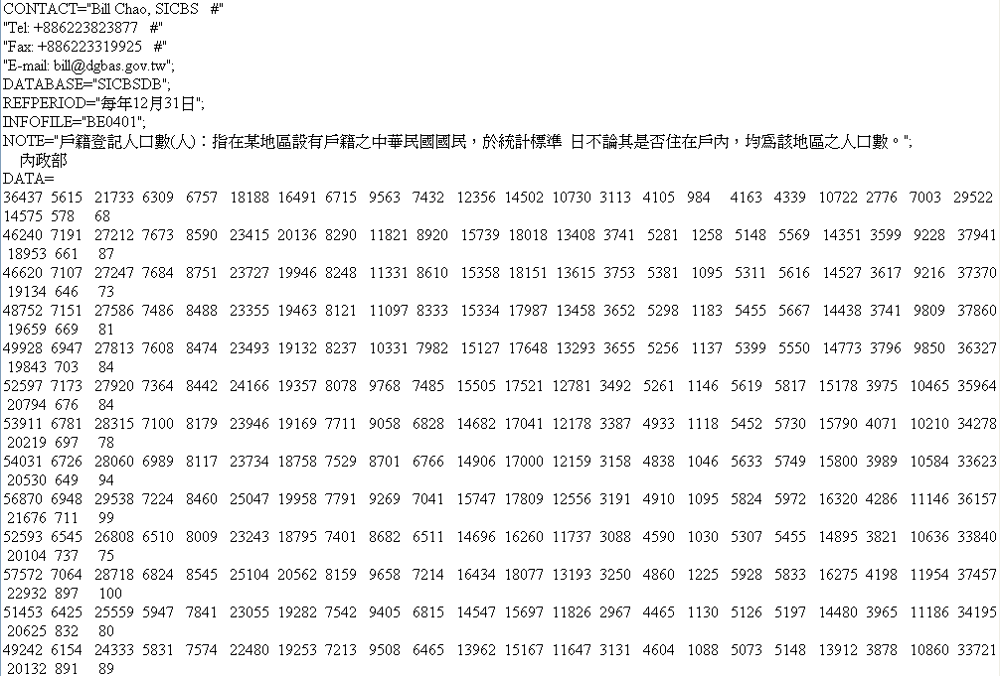 CONTACT="Bill Chao, SICBS #"
"Tel: +886223823877 #"
"Fax: +886223319925 #"
"E-mail: bill@dgbas.gov.tw";
DATABASE="SICBSDB";
REFPERIOD="每年12月31日";
INFOFILE="BE0401";
NOTE="戶籍登記人口數(人)：指在某地區設有戶籍之中華民國國民，於統計標準 日不論其是否住在戶內，均為該地區之人口數。";
內政部
DATA=
36437 5615 21733 6309 6757 18188 16491 6715 9563 7432 12356 14502 10730 3113 4105 984 4163 4339 10722 2776 7003 29522
14575 578 68
46240 7191 27212 7673 8590 23415 20136 8290 11821 8920 15739 18018 13408 3741 5281 1258 5148 5569 14351 3599 9228 37941
18953 661 87
46620 7107 27247 7684 8751 23727 19946 8248 11331 8610 15358 18151 13615 3753 5381 1095 5311 5616 14527 3617 9216 37370
19134 646 73
48752 7151 27586 7486 8488 23355 19463 8121 11097 8333 15334 17987 13458 3652 5298 1183 5455 5667 14438 3741 9809 37860
19659 669 81
49928 6947 27813 7608 8474 23493 19132 8237 10331 7982 15127 17648 13293 3655 5256 1137 5399 5550 14773 3796 9850 36327
19843 703 84
52597 7173 27920 7364 8442 24166 19357 8078 9768 7485 15505 17521 12781 3492 5261 1146 5619 5817 15178 3975 10465 35964
20794 676 84
53911 6781 28315 7100 8179 23946 19169 7711 9058 6828 14682 17041 12178 3387 4933 1118 5452 5730 15790 4071 10210 34278
20219 697 78
54031 6726 28060 6989 8117 23734 18758 7529 8701 6766 14906 17000 12159 3158 4838 1046 5633 5749 15800 3989 10584 33623
20530 649 94
56870 6948 29538 7224 8460 25047 19958 7791 9269 7041 15747 17809 12556 3191 4910 1095 5824 5972 16320 4286 11146 36157
21676 711 99
52593 6545 26808 6510 8009 23243 18795 7401 8682 6511 14696 16260 11737 3088 4590 1030 5307 5455 14895 3821 10636 33840
20104 737 75
57572 7064 28718 6824 8545 25104 20562 8159 9658 7214 16434 18077 13193 3250 4860 1225 5928 5833 16275 4198 11954 37457
22932 897 100
51453 6425 25559 5947 7841 23055 19282 7542 9405 6815 14547 15697 11826 2967 4465 1130 5126 5197 14480 3965 11186 34195
20625 832 80
49242 6154 24333 5831 7574 22480 19253 7213 9508 6465 13962 15167 11647 3131 4604 1088 5073 5148 13912 3878 10860 33721
20132 891 89